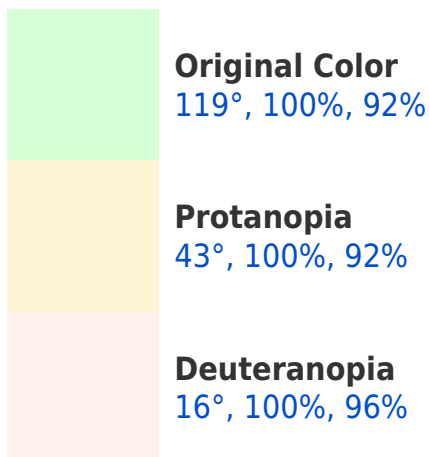 Original Color
119°, 100%, 92%
Protanopia
43°, 100%, 92%
Deuteranopia
16°, 100%, 96%